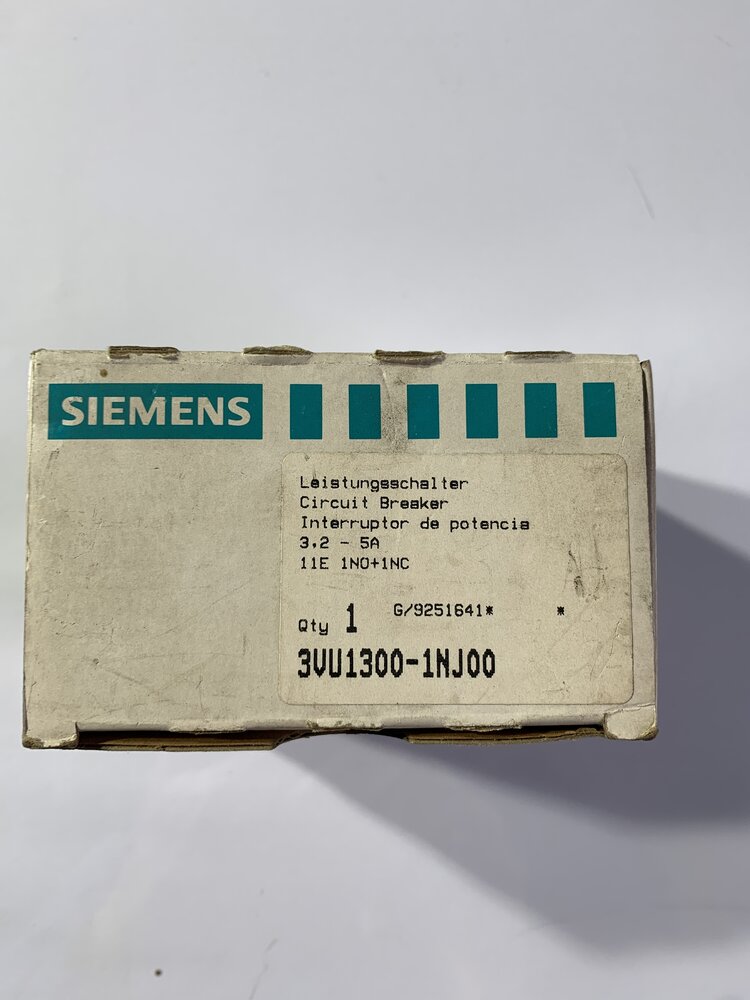 SIEMENS
Leistungsschalter
Circuit Breaker
Interruptor de potencia
3.2 - 5A
11E 1NO+1NC
Qty 1 G/9251641* *
3VU1300-1NJ00